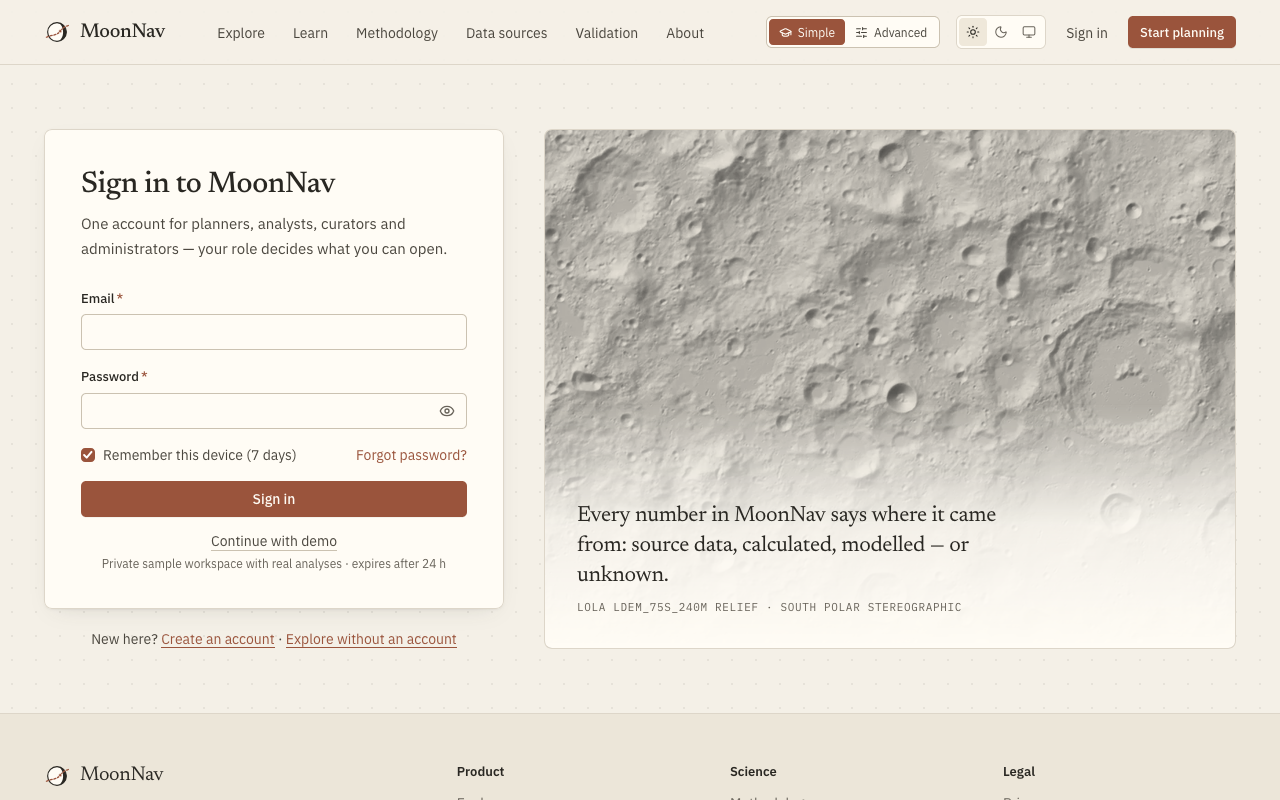 MoonNav
Explore
Learn
Methodology
Data sources
Validation
About
Simple
Advanced
Sign in
Start planning
Sign in to MoonNav
One account for planners, analysts, curators and
administrators — your role decides what you can open.
Email *
Password *
Remember this device (7 days)
Forgot password?
Sign in
Continue with demo
Private sample workspace with real analyses · expires after 24 h
New here? Create an account · Explore without an account
Every number in MoonNav says where it came
from: source data, calculated, modelled — or
unknown.
LOLA LDEM_75S_240M RELIEF · SOUTH POLAR STEREOGRAPHIC
MoonNav
Product
Science
Legal